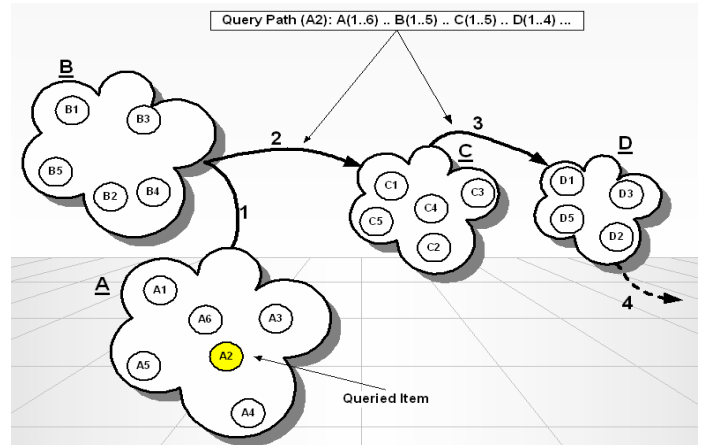 Query Path (A2): A(1..6) .. B(1..5) .. C(1..5) .. D(1..4) ...
B
B1
B3
B5
B2
B4
2
3
C
C1
C3
C4
C5
C2
D
D1
D3
D5
D2
1
4
A
A1
A6
A3
A2
A5
A4
Queried Item